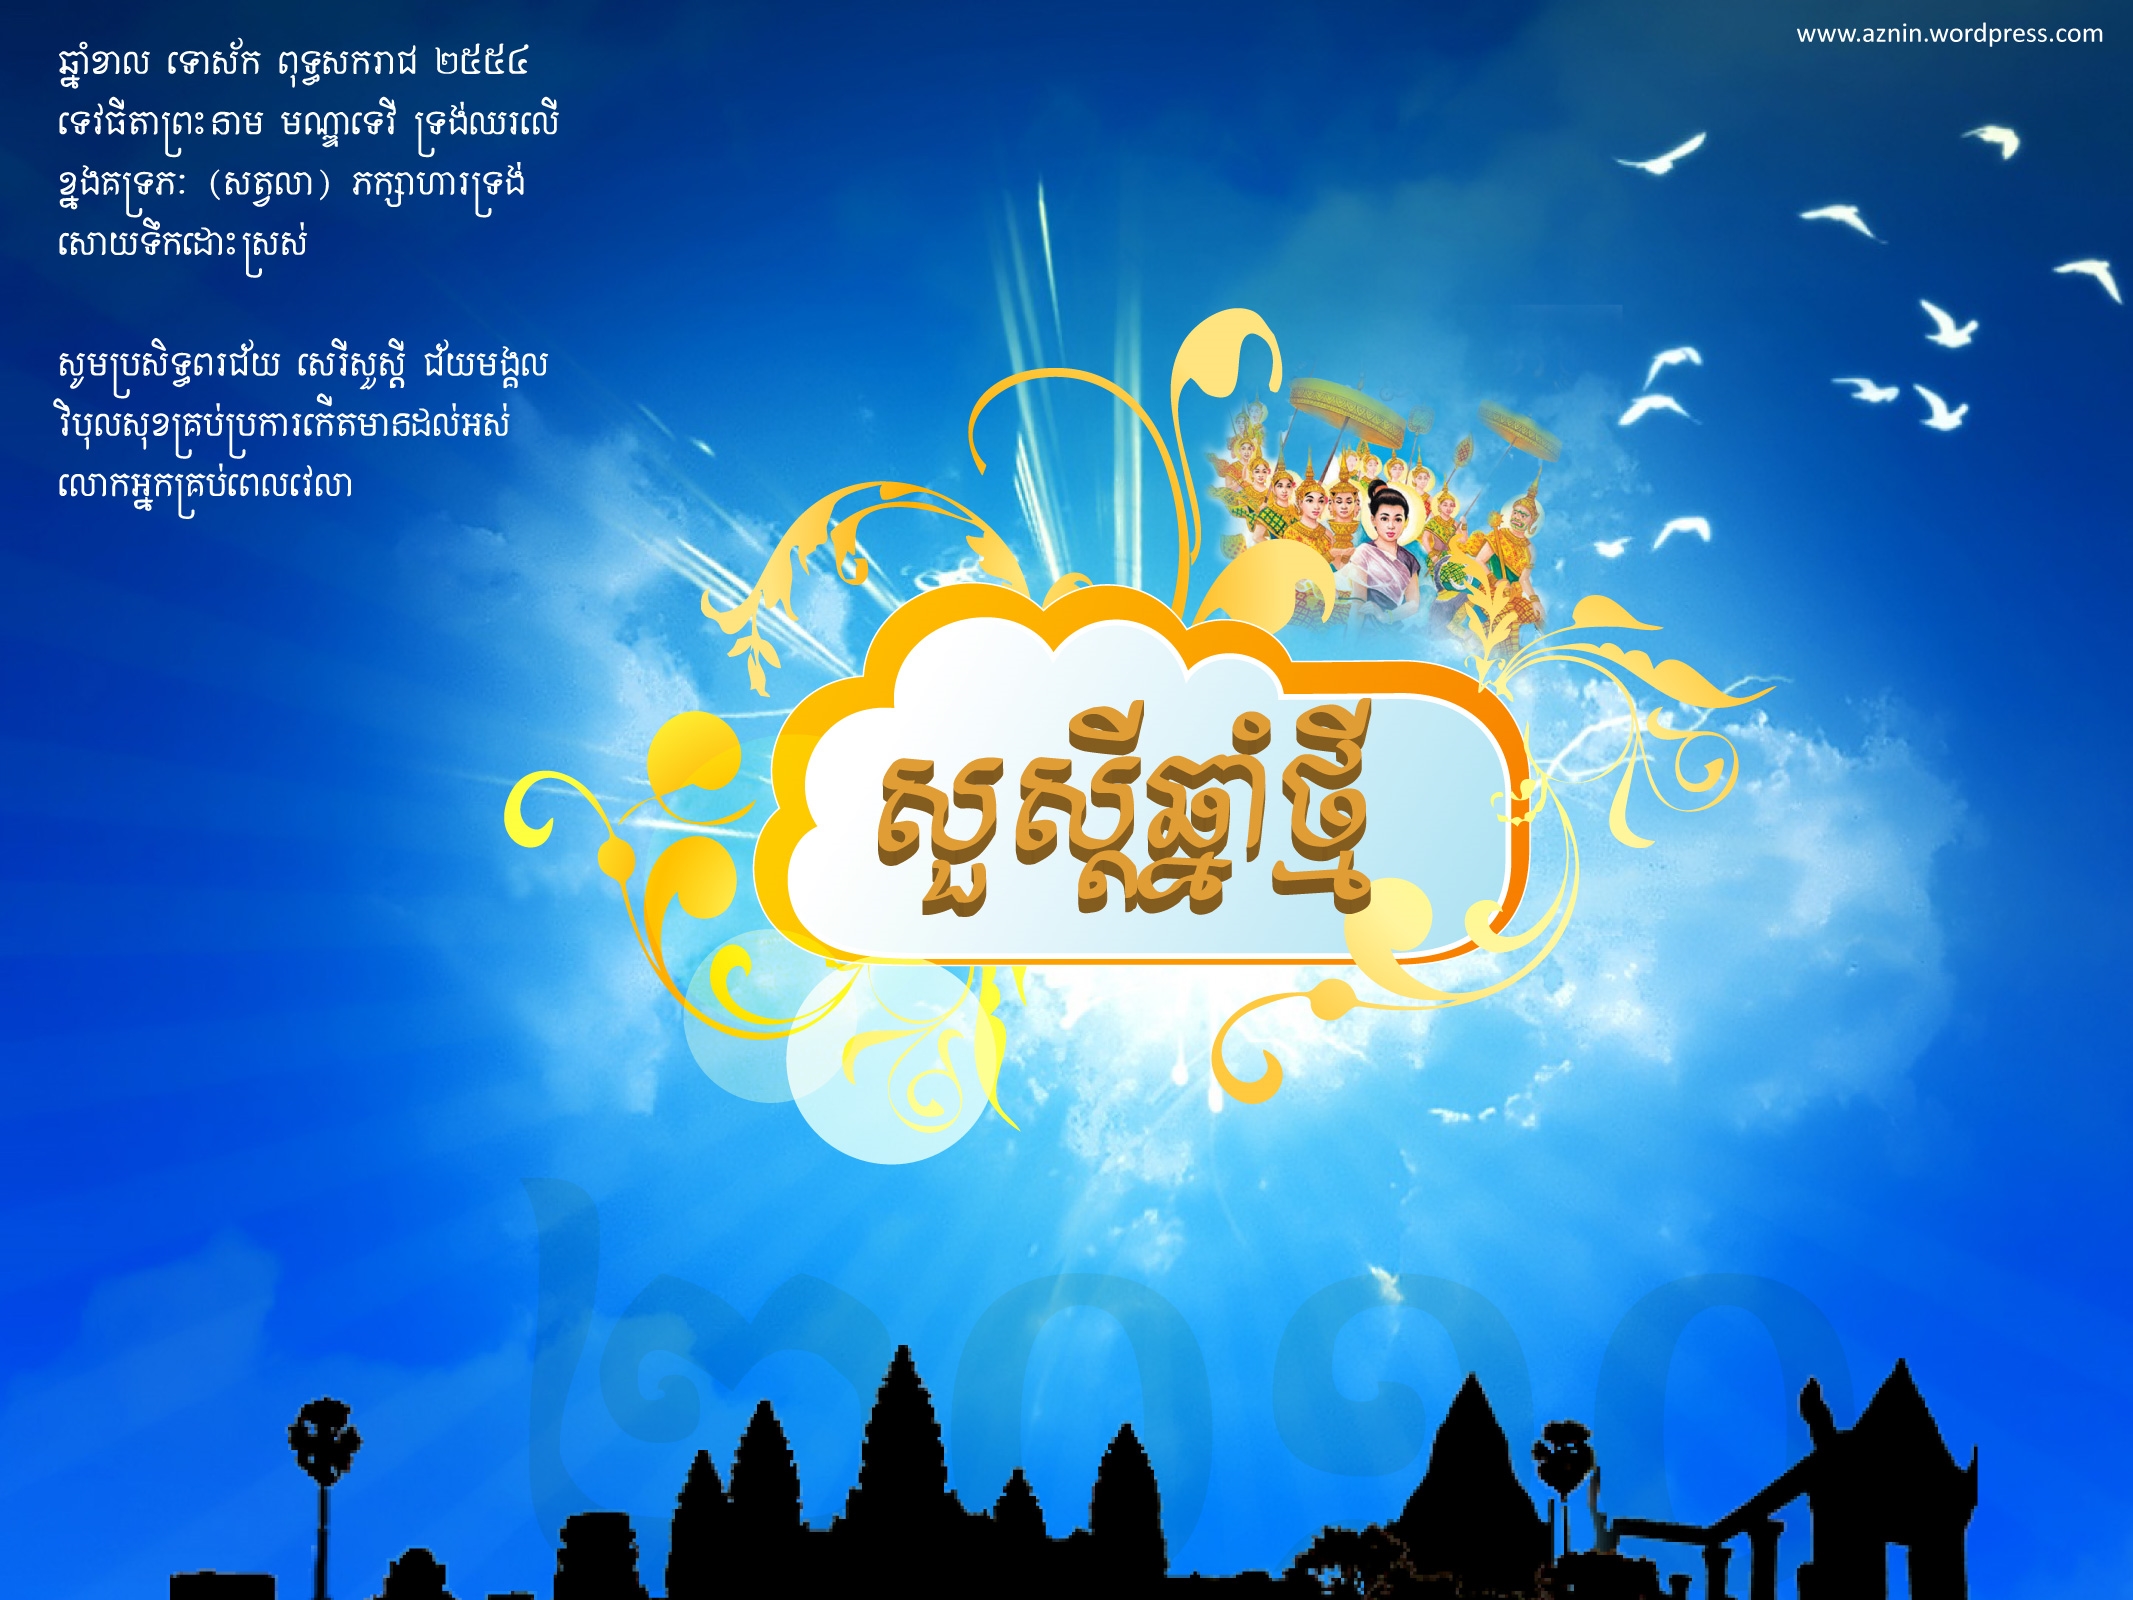 www.aznin.wordpress.com
ឆ្នាំខាល ទោស័ក ពុទ្ធសករាជ ២៥៥៤
ទេវធីតាព្រះនាម មណ្ឌាទេវី ទ្រង់ឈរលើ
ខ្នងគទ្រភៈ (សត្វលា) ភក្សាហារទ្រង់
សោយទឹកដោះស្រស់
សូមប្រសិទ្ធពរជ័យ សេរីសួស្ដី ជ័យមង្គល
វិបុលសុខគ្រប់ប្រការកើតមានដល់អស់
លោកអ្នកគ្រប់ពេលវេលា
សួស្ដីឆ្នាំថ្មី
២០១០